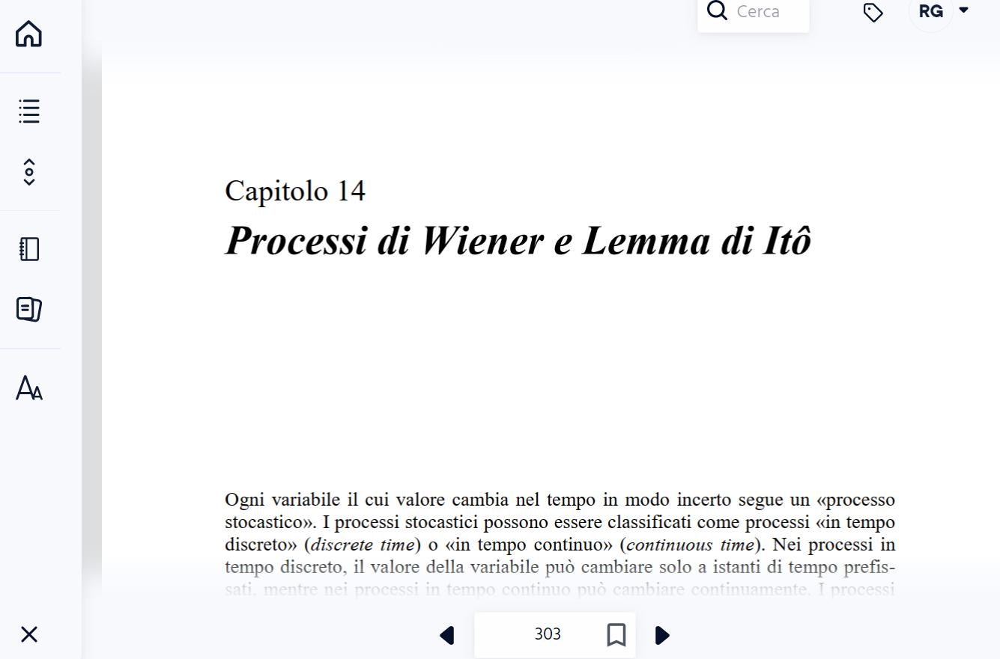 Cerca
RG
Capitolo 14
Processi di Wiener e Lemma di Itô
Ogni variabile il cui valore cambia nel tempo in modo incerto segue un «processo
stocastico». I processi stocastici possono essere classificati come processi «in tempo
discreto» (discrete time) o «in tempo continuo» (continuous time). Nei processi in
tempo discreto, il valore della variabile può cambiare solo a istanti di tempo prefis-
sati, mentre nei processi in tempo continuo può cambiare continuamente. I processi
303